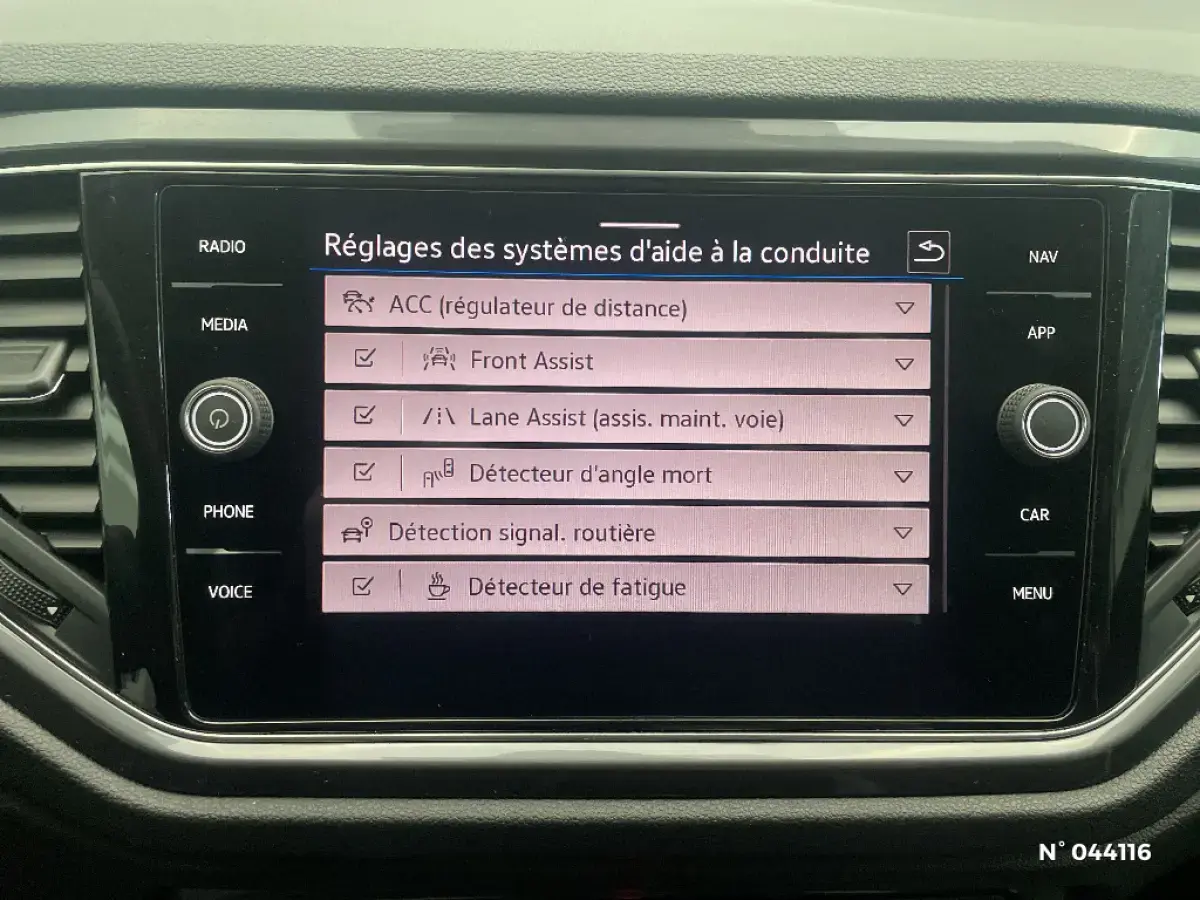 Réglages des systèmes d'aide à la conduite
RADIO
MEDIA
PHONE
VOICE
ACC (régulateur de distance)
Front Assist
Lane Assist (assis. maint. voie)
Détecteur d'angle mort
Détection signal. routière
Détecteur de fatigue
NAV
APP
CAR
MENU
N° 044116